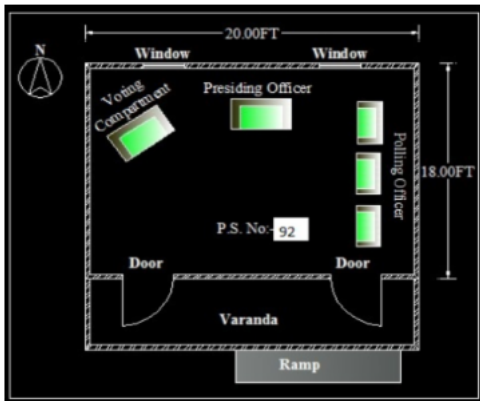 20.00FT
N
Window
Window
Voting
Compartment
Presiding Officer
Polling Officer
18.00FT
P.S. No:- 92
Door
Door
Varanda
Ramp